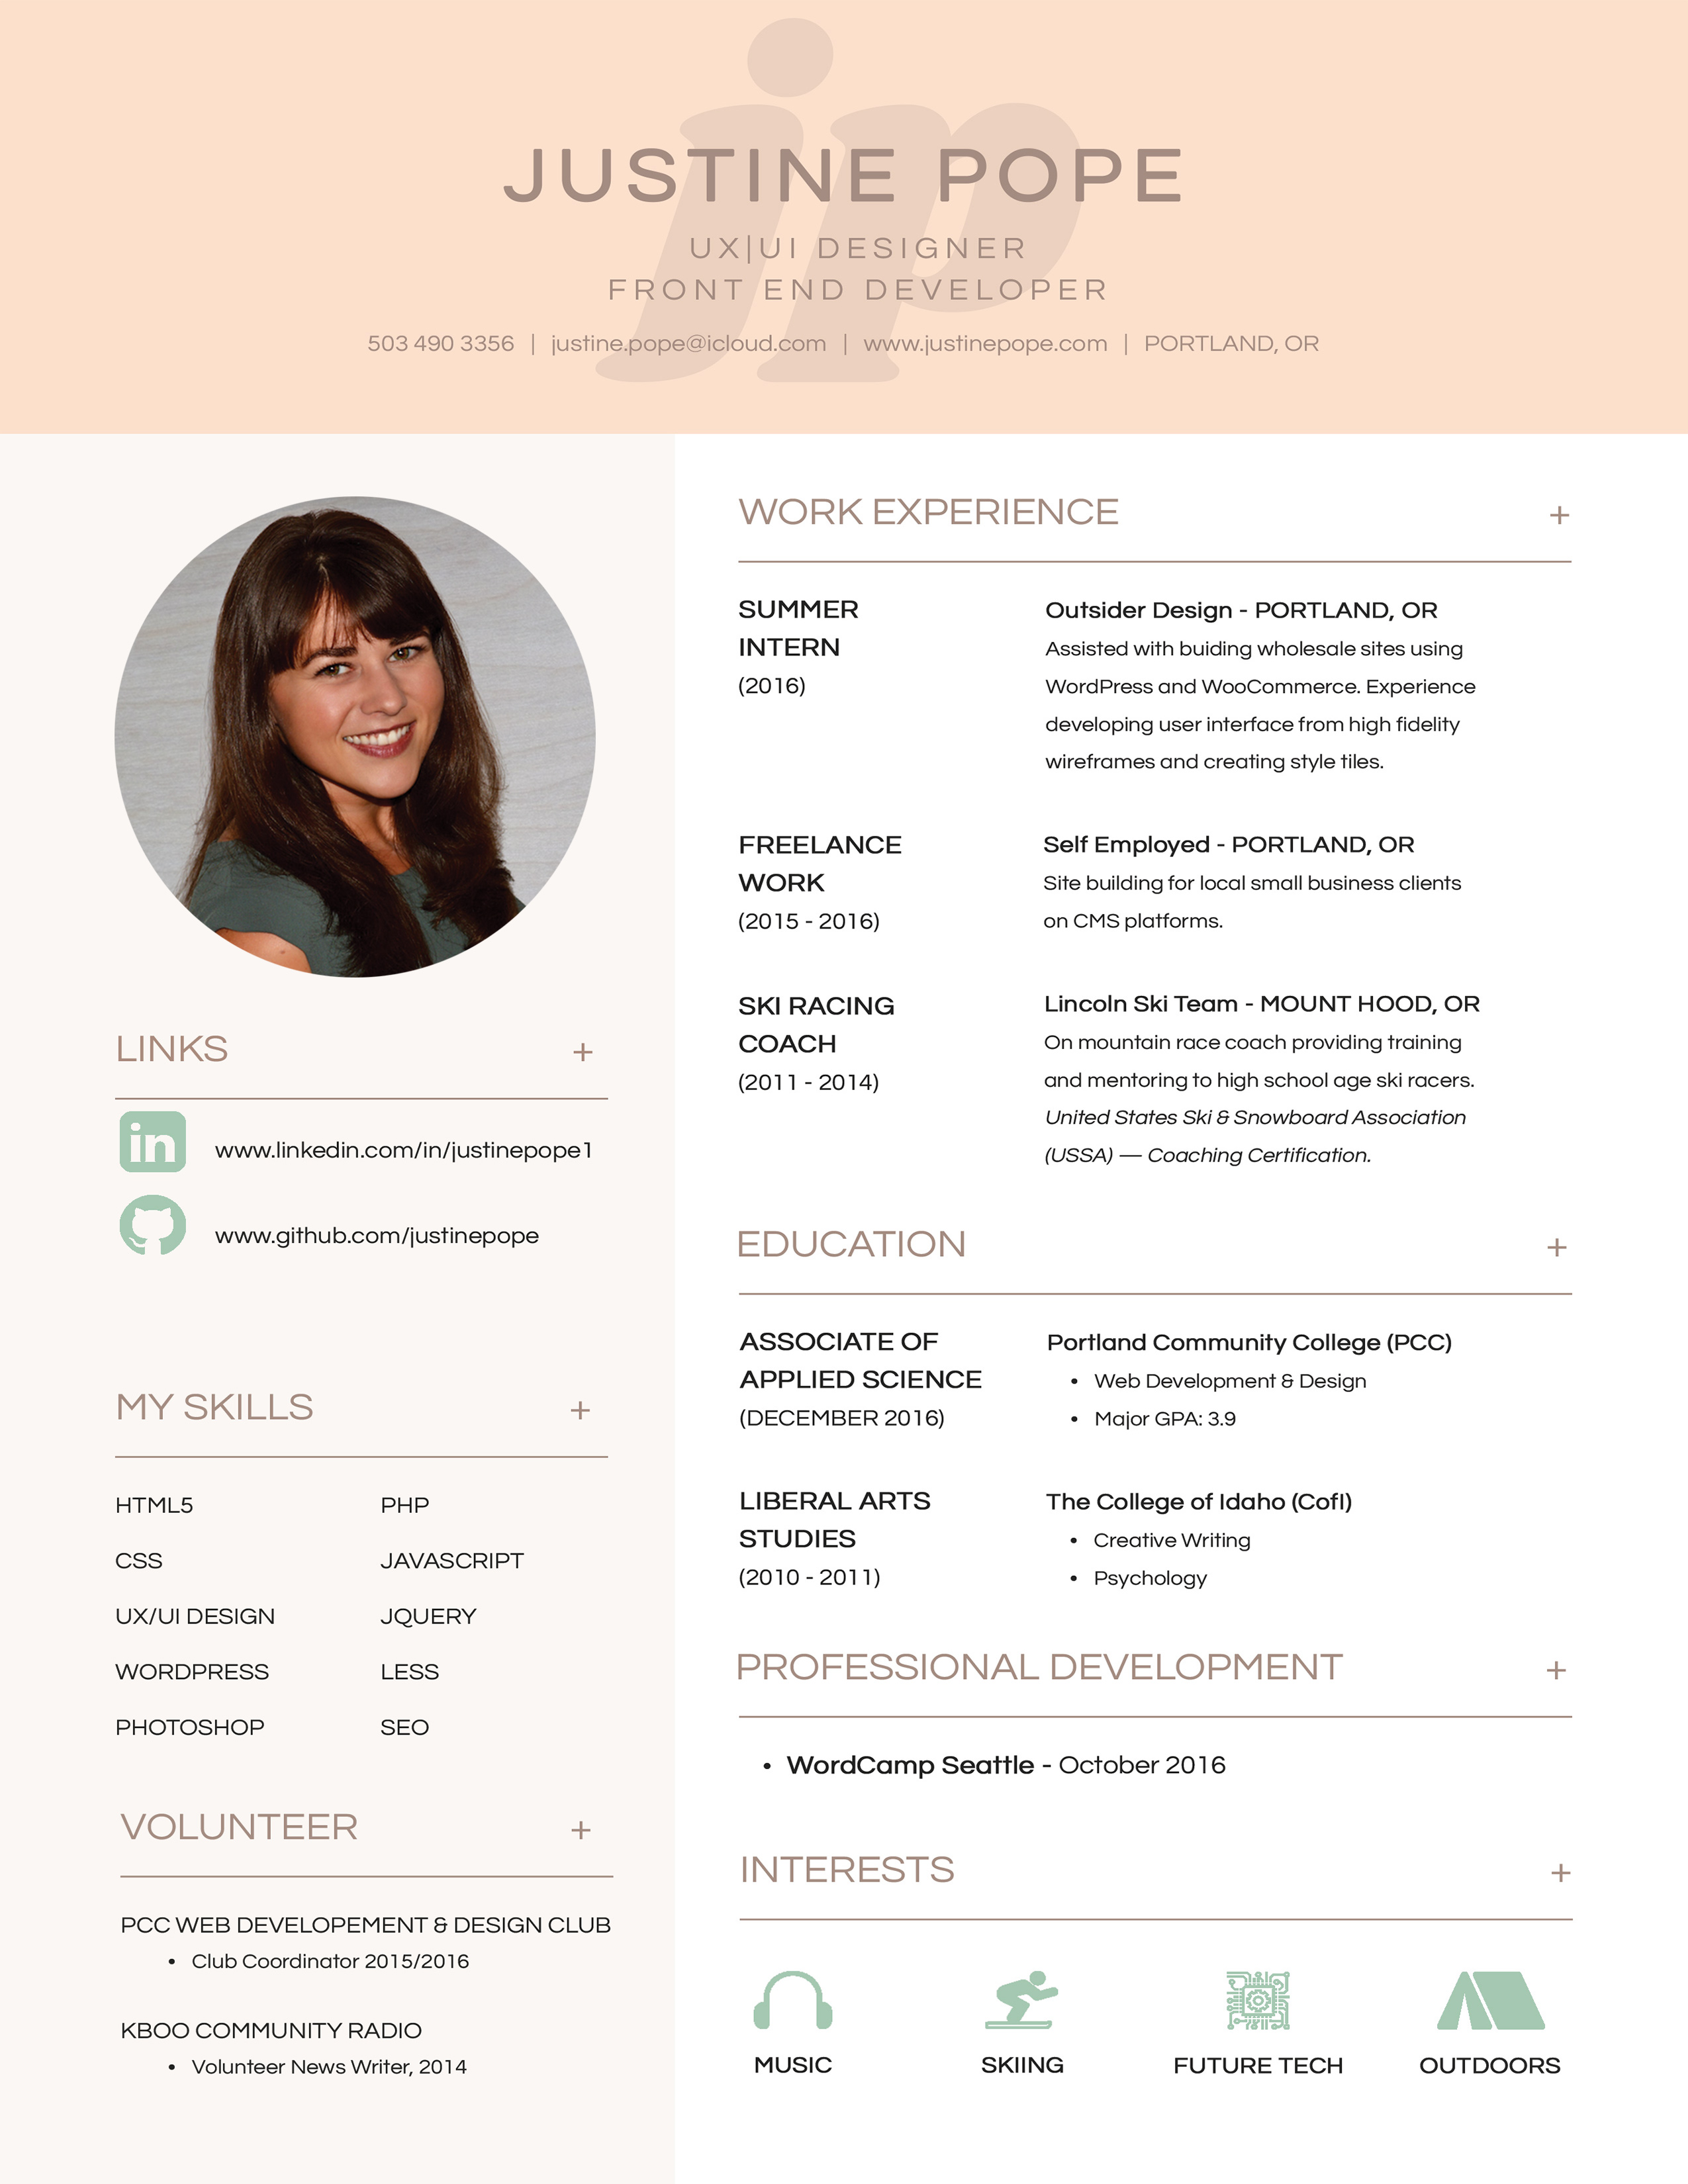 jp
JUSTINE POPE
UX|UI DESIGNER
FRONT END DEVELOPER
503 490 3356 | justine.pope@icloud.com | www.justinepope.com | PORTLAND, OR
LINKS +
in www.linkedin.com/in/justinepope1
www.github.com/justinepope
MY SKILLS +
HTML5 PHP
CSS JAVASCRIPT
UX/UI DESIGN JQUERY
WORDPRESS LESS
PHOTOSHOP SEO
VOLUNTEER +
PCC WEB DEVELOPEMENT & DESIGN CLUB
• Club Coordinator 2015/2016
KBOO COMMUNITY RADIO
• Volunteer News Writer, 2014
WORK EXPERIENCE +
SUMMER
INTERN
(2016)
Outsider Design - PORTLAND, OR
Assisted with buiding wholesale sites using
WordPress and WooCommerce. Experience
developing user interface from high fidelity
wireframes and creating style tiles.
FREELANCE
WORK
(2015 - 2016)
Self Employed - PORTLAND, OR
Site building for local small business clients
on CMS platforms.
SKI RACING
COACH
(2011 - 2014)
Lincoln Ski Team - MOUNT HOOD, OR
On mountain race coach providing training
and mentoring to high school age ski racers.
United States Ski & Snowboard Association
(USSA) — Coaching Certification.
EDUCATION +
ASSOCIATE OF
APPLIED SCIENCE
(DECEMBER 2016)
Portland Community College (PCC)
• Web Development & Design
• Major GPA: 3.9
LIBERAL ARTS
STUDIES
(2010 - 2011)
The College of Idaho (CofI)
• Creative Writing
• Psychology
PROFESSIONAL DEVELOPMENT +
• WordCamp Seattle - October 2016
INTERESTS +
MUSIC SKIING FUTURE TECH OUTDOORS